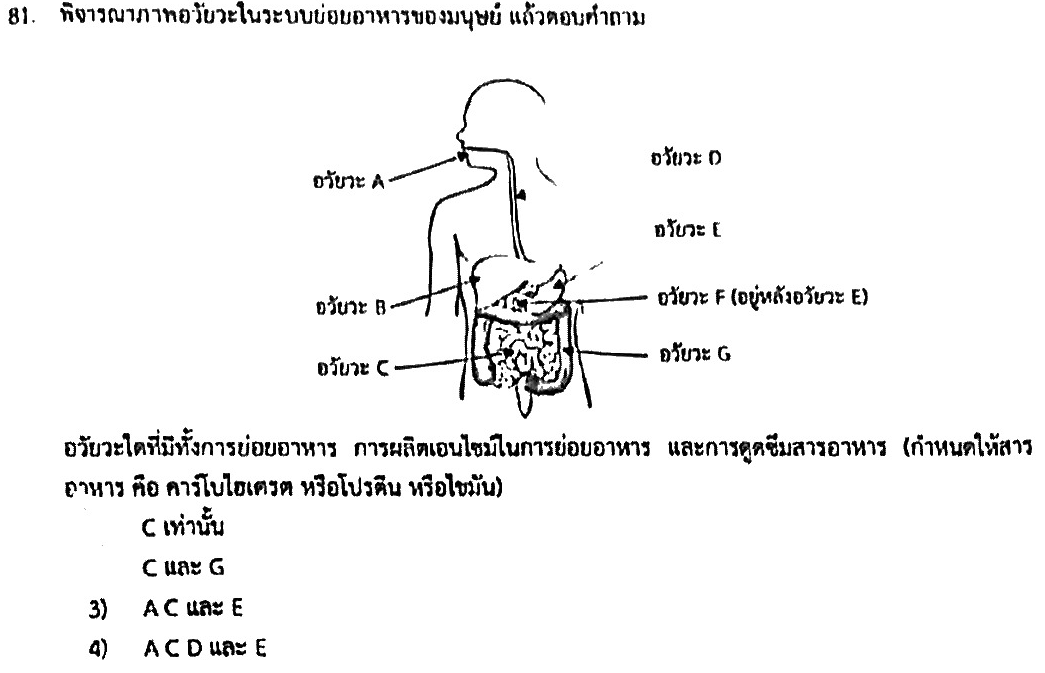 81. พิจารณาภาพอวัยวะในระบบย่อยอาหารของมนุษย์ แล้วตอบคำถาม
อวัยวะ D
อวัยวะ A
อวัยวะ E
อวัยวะ B
อวัยวะ F (อยู่หลังอวัยวะ E)
อวัยวะ C
อวัยวะ G
อวัยวะใดที่มีทั้งการย่อยอาหาร การผลิตเอนไซม์ในการย่อยอาหาร และการดูดซึมสารอาหาร (กำหนดให้สาร
อาหาร คือ คาร์โบไฮเดรต หรือโปรตีน หรือไขมัน)
C เท่านั้น
C และ G
3) A C และ E
4) A C D และ E